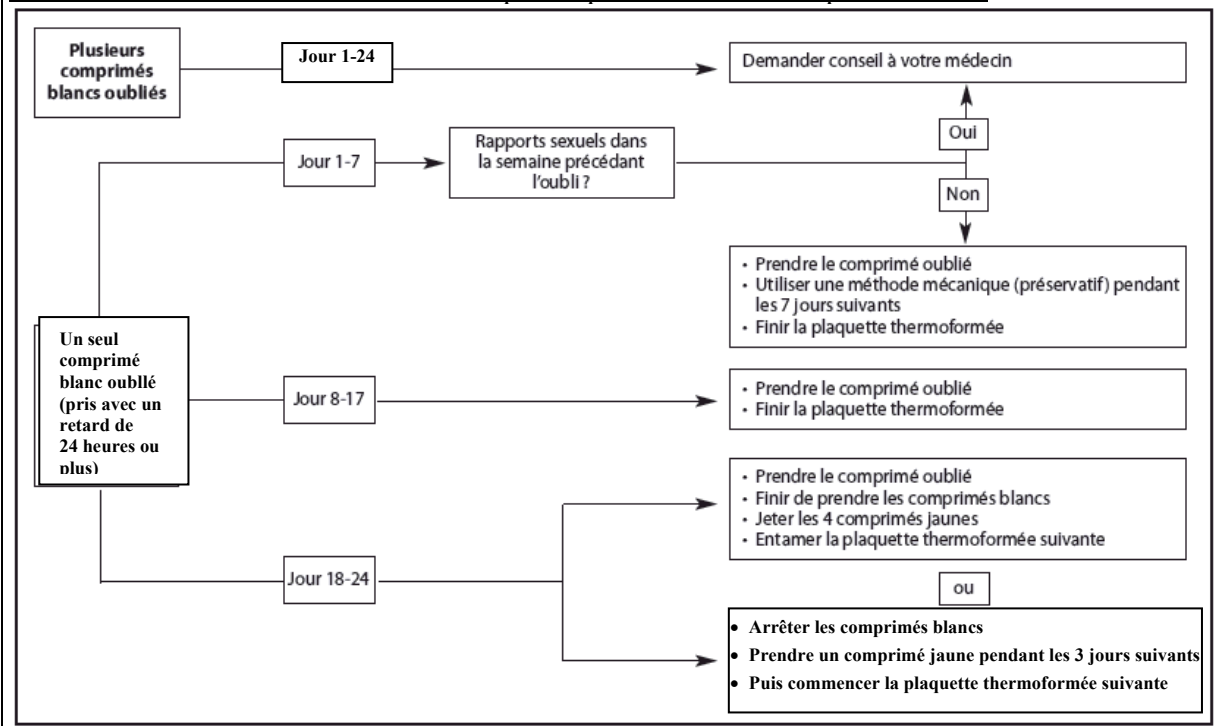 Plusieurs
comprimés
blancs oubliés
Jour 1-24
Demander conseil à votre médecin
Oui
Jour 1-7
Rapports sexuels dans
la semaine précédant
l'oubli ?
Non
• Prendre le comprimé oublié
• Utiliser une méthode mécanique (préservatif) pendant
les 7 jours suivants
• Finir la plaquette thermoformée
Un seul
comprimé
blanc oublié
(pris avec un
retard de
24 heures ou
plus)
Jour 8-17
• Prendre le comprimé oublié
• Finir la plaquette thermoformée
Jour 18-24
• Prendre le comprimé oublié
• Finir de prendre les comprimés blancs
• Jeter les 4 comprimés jaunes
• Entamer la plaquette thermoformée suivante
ou
• Arrêter les comprimés blancs
• Prendre un comprimé jaune pendant les 3 jours suivants
• Puis commencer la plaquette thermoformée suivante